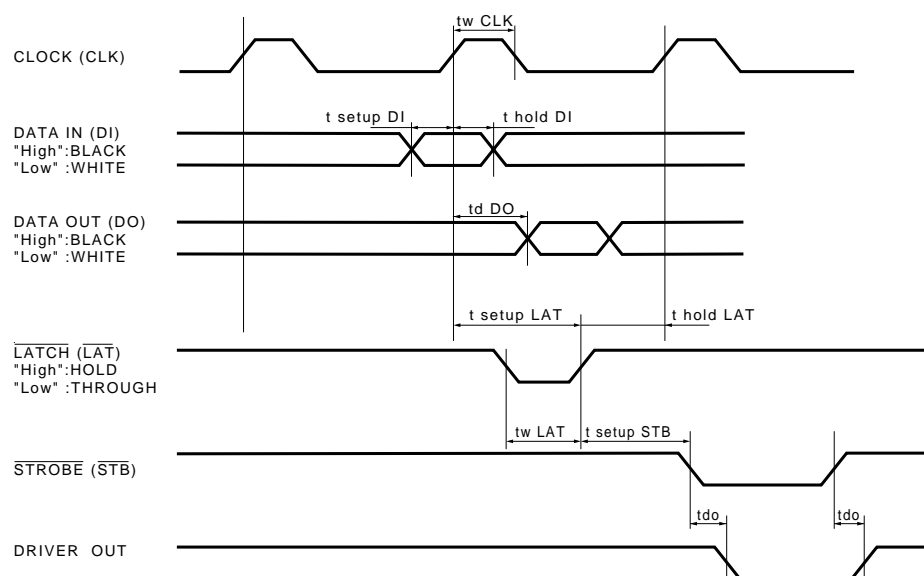 tw CLK
CLOCK (CLK)
t setup DI
t hold DI
DATA IN (DI)
"High":BLACK
"Low" :WHITE
td DO
DATA OUT (DO)
"High":BLACK
"Low" :WHITE
t setup LAT
t hold LAT
LATCH (LAT)
"High":HOLD
"Low" :THROUGH
tw LAT
t setup STB
STROBE (STB)
tdo
tdo
DRIVER OUT